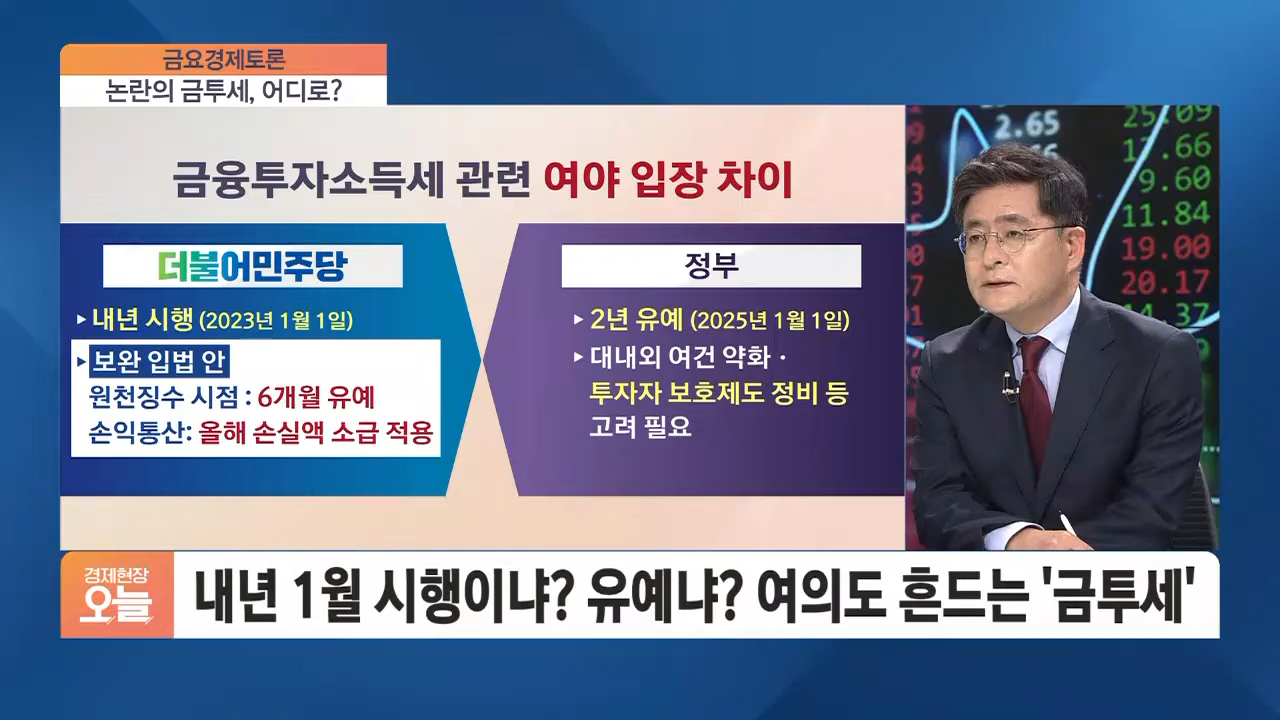 금요경제토론
논란의 금투세, 어디로?
금융투자소득세 관련 여야 입장 차이
더불어민주당
▸내년 시행 (2023년 1월 1일)
▸보완 입법 안
원천징수 시점 : 6개월 유예
손익통산: 올해 손실액 소급 적용
정부
▸2년 유예 (2025년 1월 1일)
▸대내외 여건 약화 ·
투자자 보호제도 정비 등
고려 필요
2.65
25.09
17.66
9.60
11.84
19.00
20.17
14.37
경제현장
오늘
내년 1월 시행이냐? 유예냐? 여의도 흔드는 '금투세'